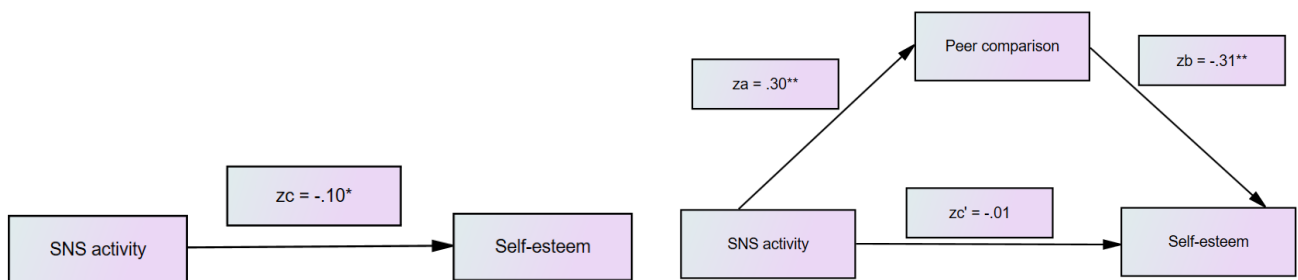 zc = -.10*
SNS activity
Self-esteem
Peer comparison
za = .30**
zb = -.31**
zc' = -.01
SNS activity
Self-esteem